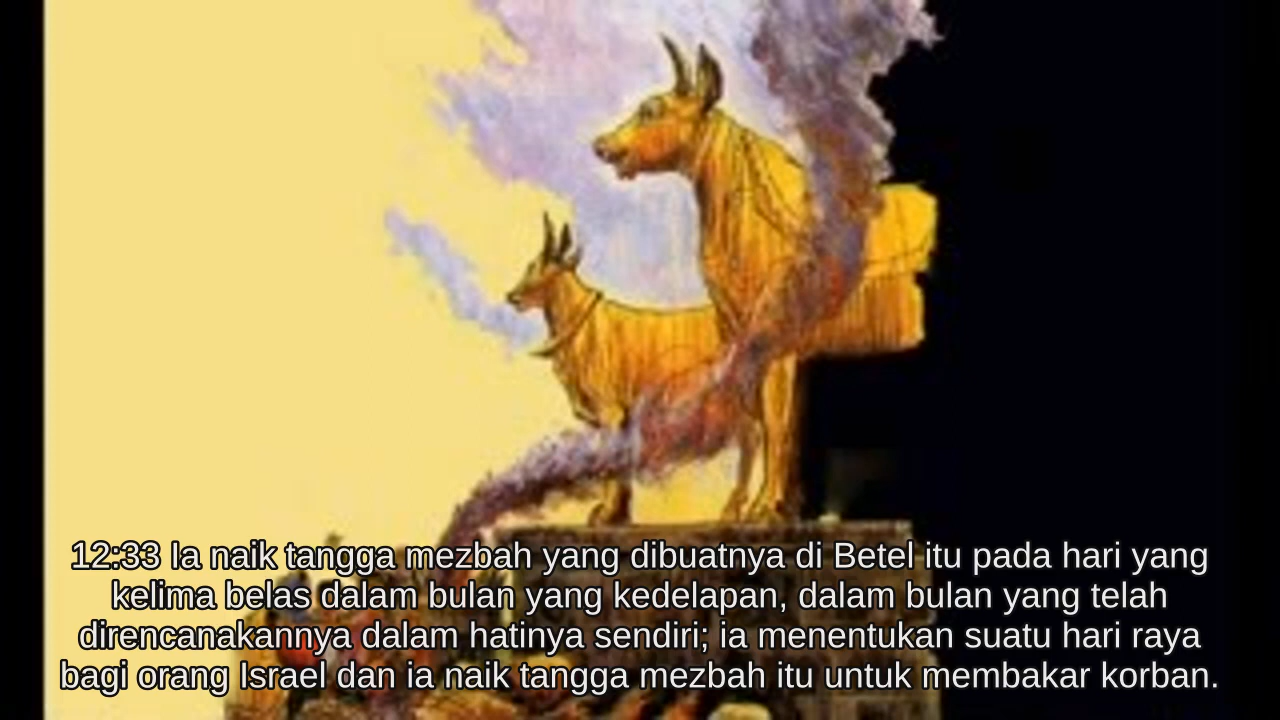 12:33 Ia naik tangga mezbah yang dibuatnya di Betel itu pada hari yang
kelima belas dalam bulan yang kedelapan, dalam bulan yang telah
direncanakannya dalam hatinya sendiri; ia menentukan suatu hari raya
bagi orang Israel dan ia naik tangga mezbah itu untuk membakar korban.